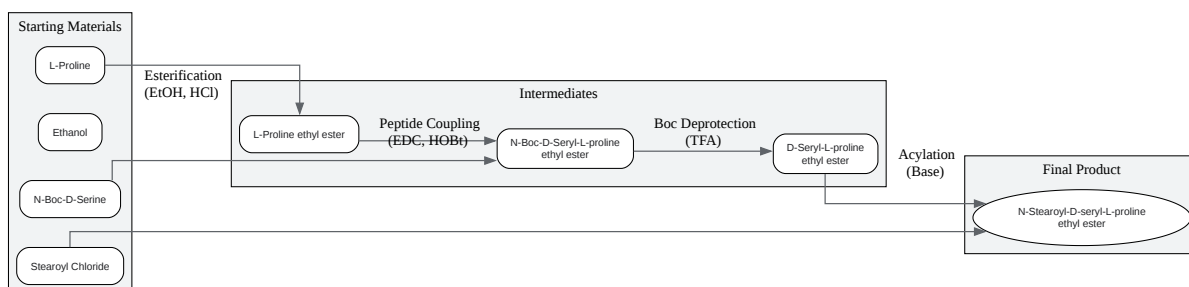 Starting Materials
L-Proline
Ethanol
N-Boc-D-Serine
Stearoyl Chloride
Esterification
(EtOH, HCl)
Intermediates
L-Proline ethyl ester
Peptide Coupling
(EDC, HOBt)
N-Boc-D-Seryl-L-proline
ethyl ester
Boc Deprotection
(TFA)
D-Seryl-L-proline
ethyl ester
Acylation
(Base)
Final Product
N-Stearoyl-D-seryl-L-proline
ethyl ester